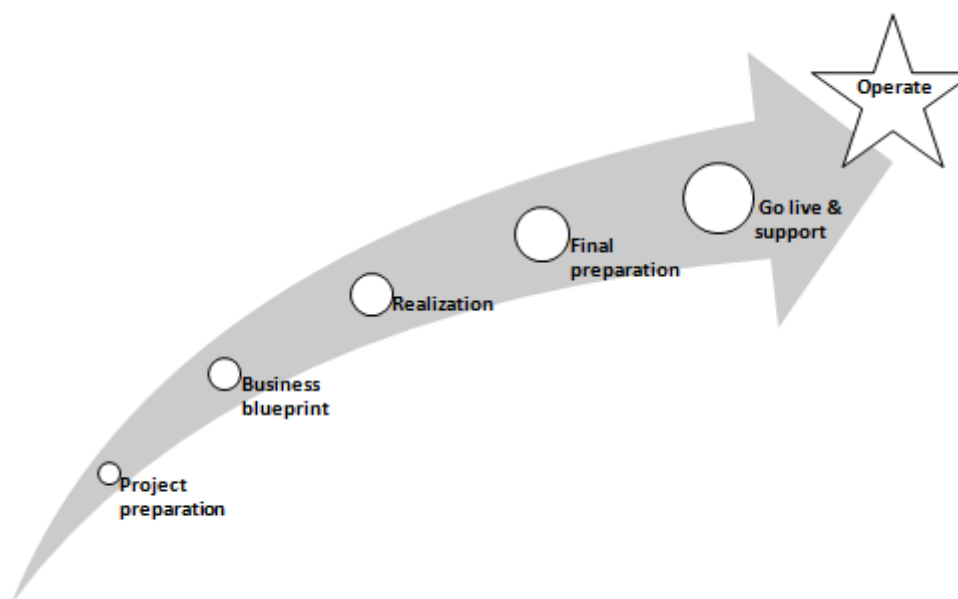 Operate
Go live &
support
Final
preparation
Realization
Business
blueprint
Project
preparation